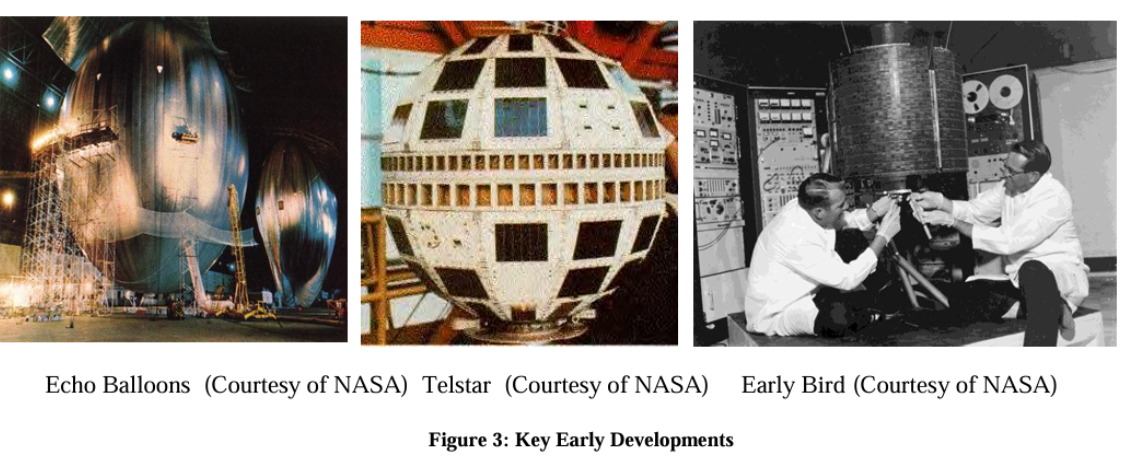 Echo Balloons (Courtesy of NASA) Telstar (Courtesy of NASA) Early Bird (Courtesy of NASA)
Figure 3: Key Early Developments